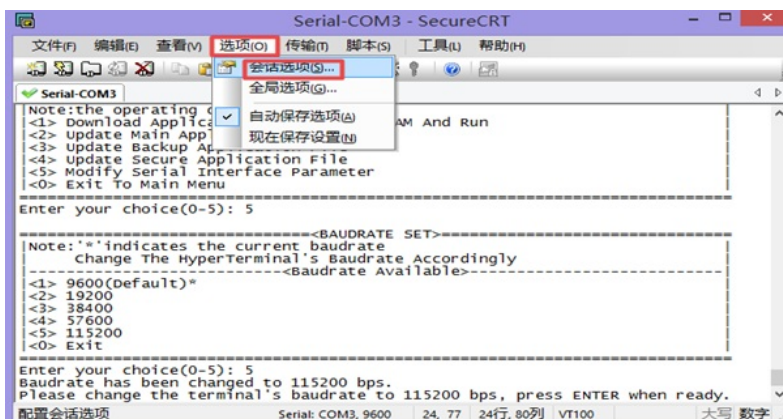 Serial-COM3 - SecureCRT
文件(F) 编辑(E) 查看(V) 选项(O) 传输(T) 脚本(S) 工具(L) 帮助(H)
会话选项(S)...
全局选项(G)...
自动保存选项(A)
现在保存设置(N)
Serial-COM3
|Note:the operating
|<1> Download Applica AM And Run
|<2> Update Main App
|<3> Update Backup Ap
|<4> Update Secure Application File
|<5> Modify Serial Interface Parameter
|<0> Exit To Main Menu
Enter your choice(0-5): 5
<BAUDRATE SET>
|Note:'*'indicates the current baudrate
Change The HyperTerminal's Baudrate Accordingly
<Baudrate Available>
|<1> 9600(Default)*
|<2> 19200
|<3> 38400
|<4> 57600
|<5> 115200
|<0> Exit
Enter your choice(0-5): 5
Baudrate has been changed to 115200 bps.
Please change the terminal's baudrate to 115200 bps, press ENTER when ready.
配置会话选项 Serial: COM3, 9600 24, 77 24行, 80列 VT100 大写 数字